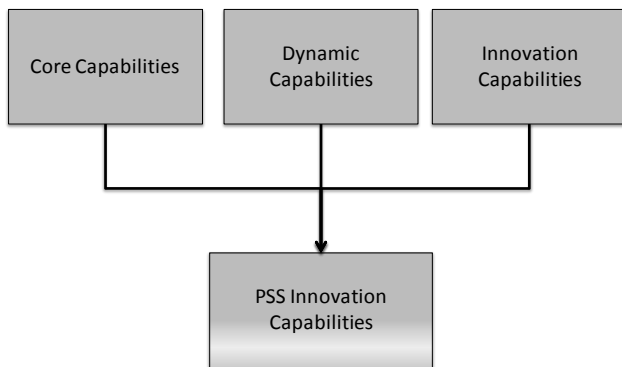 Core Capabilities
Dynamic
Capabilities
Innovation
Capabilities
PSS Innovation
Capabilities